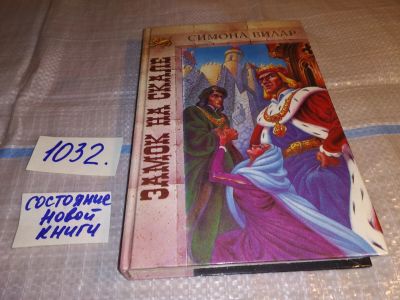 СИМОНА ВИЛАР
ЗАМОК НА СКАЛЕ
1032.
СОСТОЯНИЕ
НОВОЙ
КНИГИ